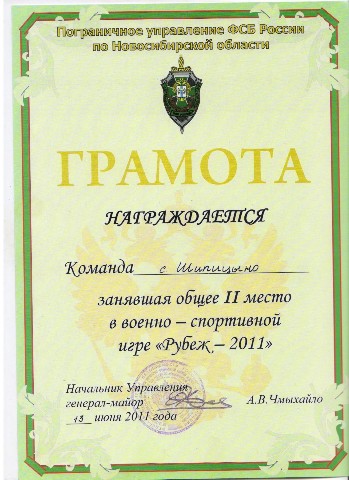 Пограничное управление ФСБ России
по Новосибирской области
ГРАМОТА
НАГРАЖДАЕТСЯ
Команда с Шипицыно
занявшая общее II место
в военно – спортивной
игре «Рубеж – 2011»
Начальник Управления
генерал-майор А.В.Чмыхайло
18 июня 2011 года